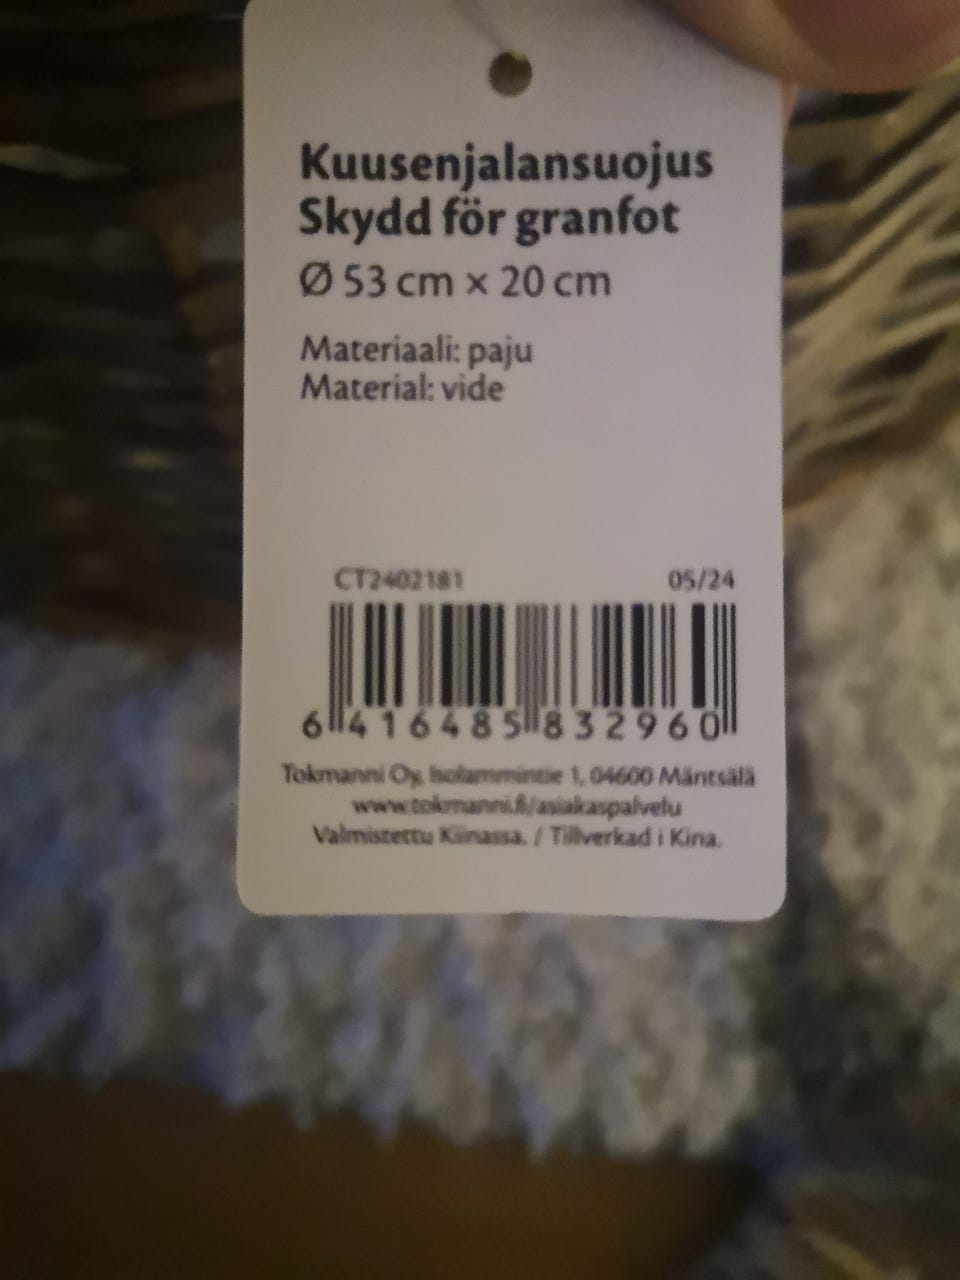 Kuusenjalansuojus
Skydd för granfot
Ø 53 cm × 20 cm
Materiaali: paju
Material: vide
CT2402181 05/24
6 416485 832960
Tokmanni Oy, Isolammintie 1, 04600 Mäntsälä
www.tokmanni.fi/asiakaspalvelu
Valmistettu Kiinassa. / Tillverkad i Kina.